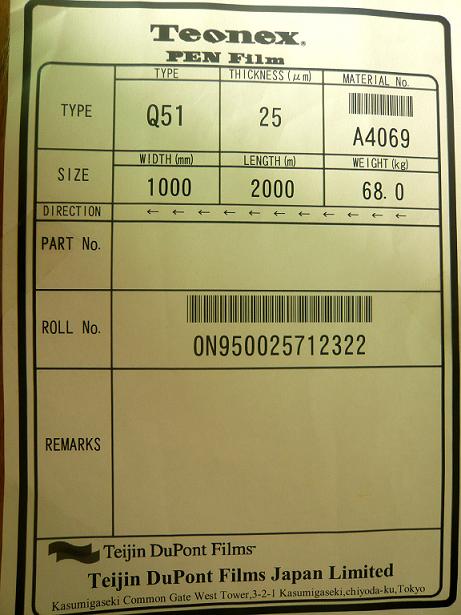 Teonex®
PEN Film
TYPE
TYPE THICKNESS (μm) MATERIAL No.
Q51 25 A4069
SIZE
WIDTH (mm) LENGTH (m) WEIGHT (kg)
1000 2000 68.0
DIRECTION ← ← ← ← ← ← ← ← ← ← ←
PART No.
ROLL No.
0N950025712322
REMARKS
Teijin DuPont Films™
Teijin DuPont Films Japan Limited
Kasumigaseki Common Gate West Tower,3-2-1 Kasumigaseki,chiyoda-ku,Tokyo